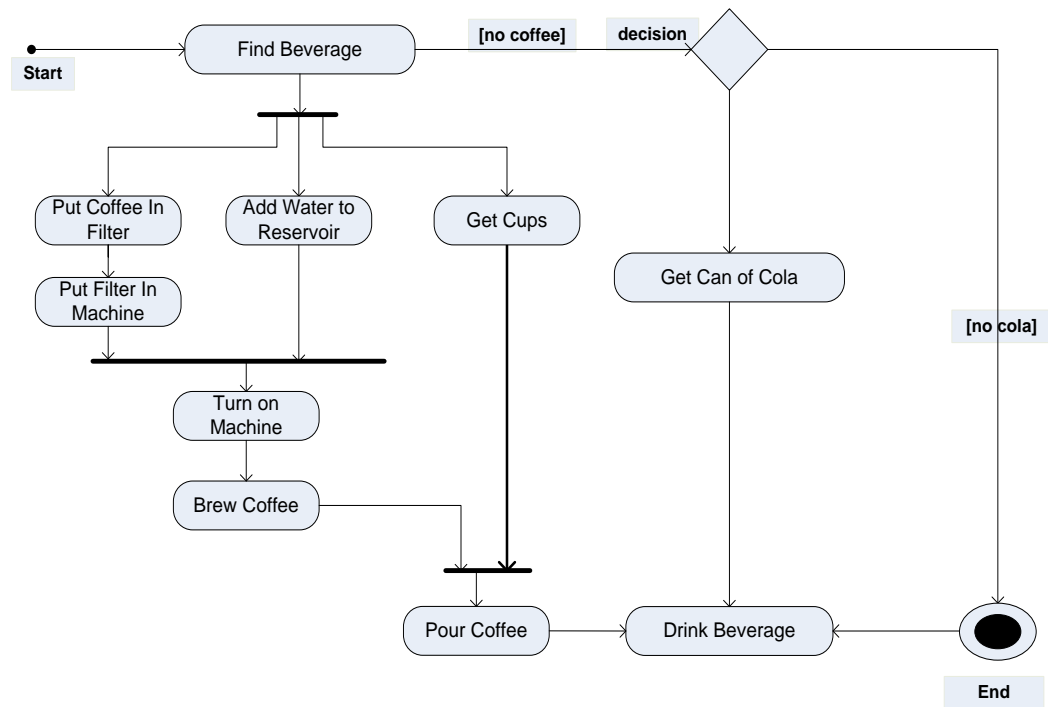 Find Beverage
[no coffee]
decision
Start
Put Coffee In
Filter
Add Water to
Reservoir
Get Cups
Get Can of Cola
Put Filter In
Machine
[no cola]
Turn on
Machine
Brew Coffee
Pour Coffee
Drink Beverage
End